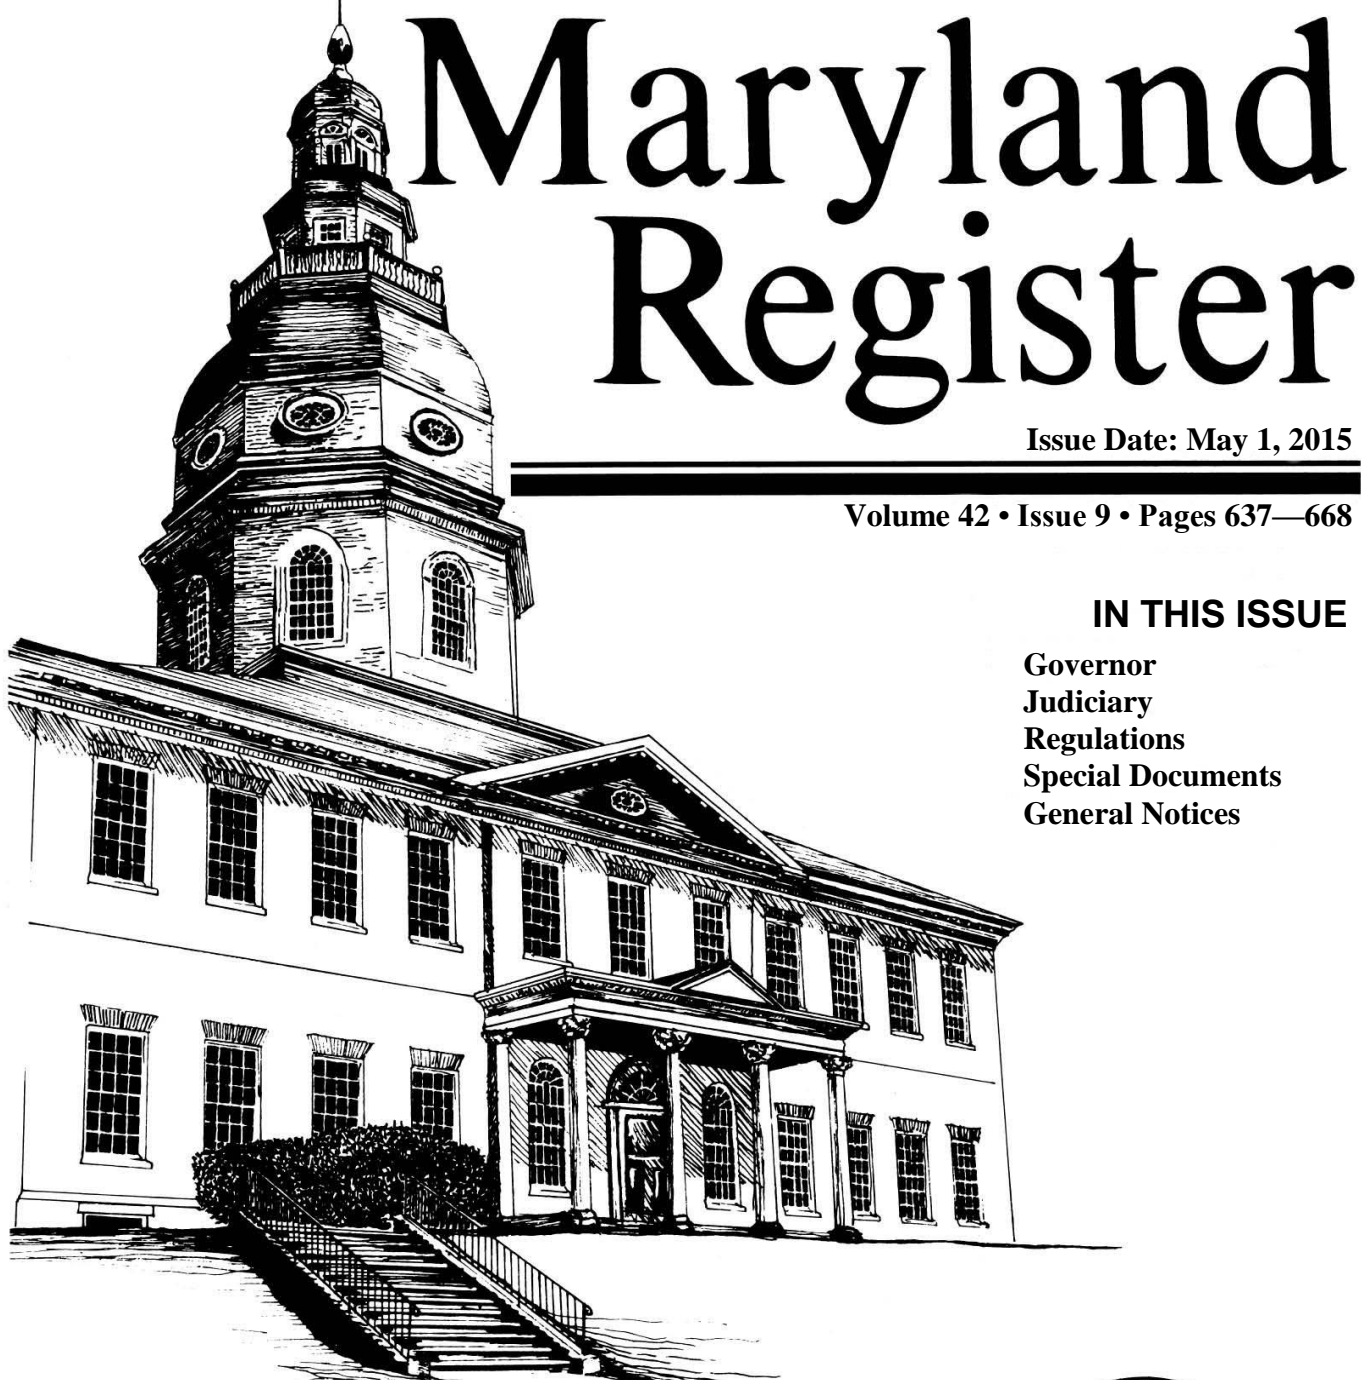 Maryland
Register
Issue Date: May 1, 2015
Volume 42 • Issue 9 • Pages 637—668
IN THIS ISSUE
Governor
Judiciary
Regulations
Special Documents
General Notices